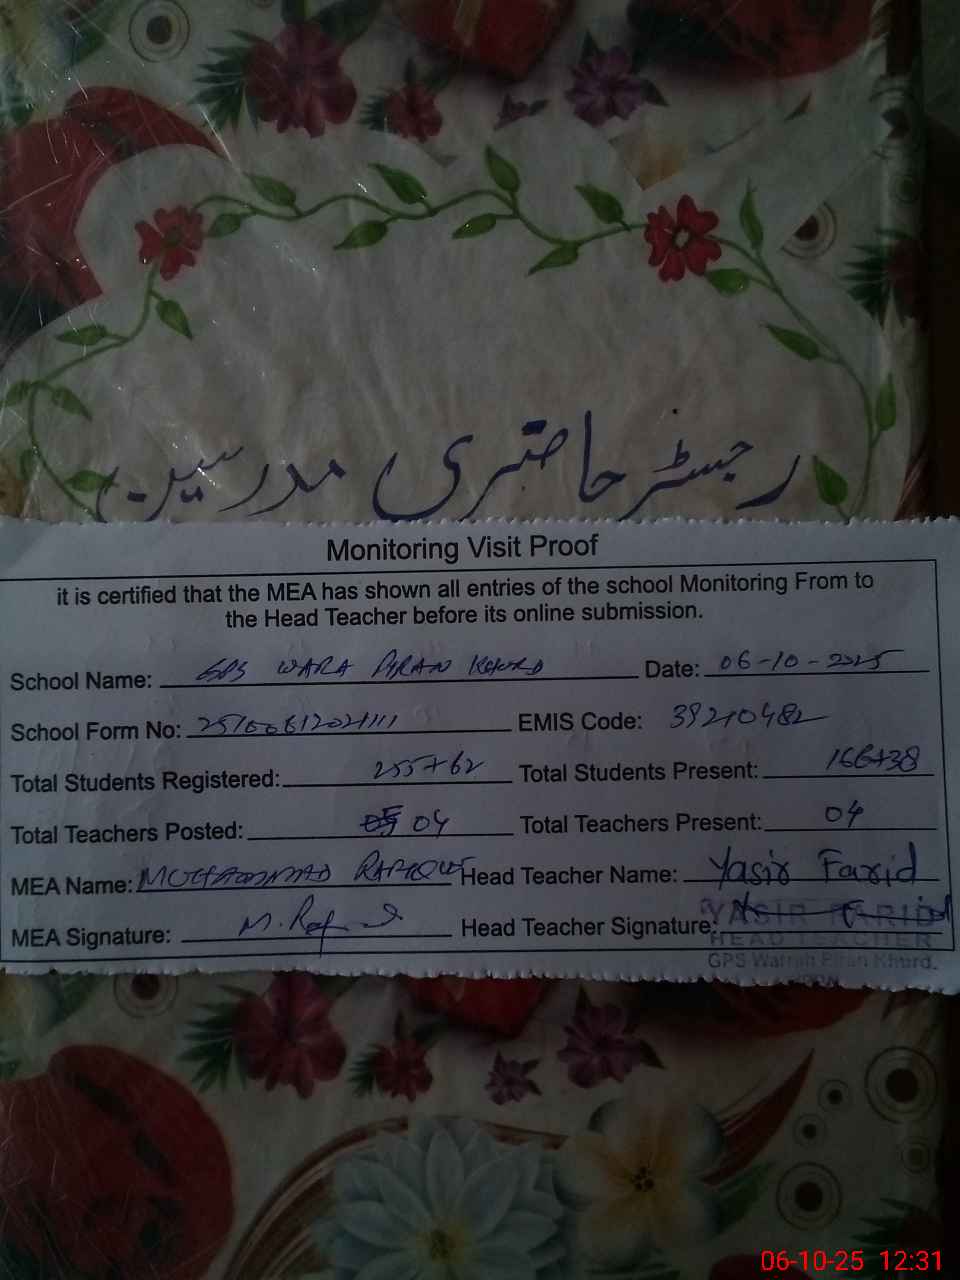 رجسٹر حاضری مدرسین
Monitoring Visit Proof
it is certified that the MEA has shown all entries of the school Monitoring From to
the Head Teacher before its online submission.
School Name: GPS WARA PIRAN KHURD Date: 06-10-2025
School Form No: EMIS Code: 39210482
Total Students Registered: 255+62 Total Students Present: 166+38
Total Teachers Posted: 04 Total Teachers Present: 04
MEA Name: MUHAMMAD Head Teacher Name: Yasir Farid
MEA Signature: Head Teacher Signature:
YASIR FARID
HEAD TEACHER
GPS Warrah Piran Khurd.
06-10-25 12:31